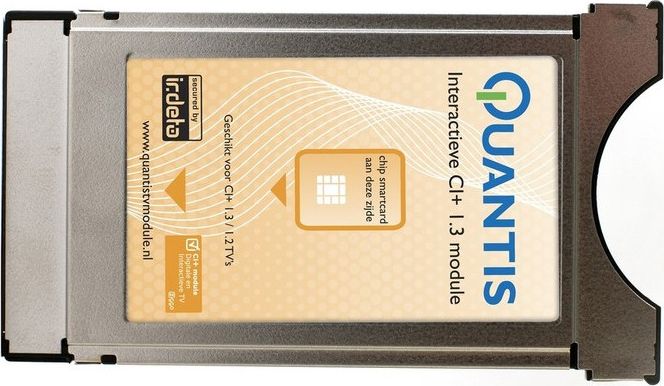 QUANTIS
Interactieve CI+ 1.3 module
chip smartcard
aan deze zijde
Geschikt voor CI+ 1.3 / 1.2 TV's
secured by
irdeto
www.quantistvmodule.nl
CI+ module
Digitale en
interactieve TV
Ziggo